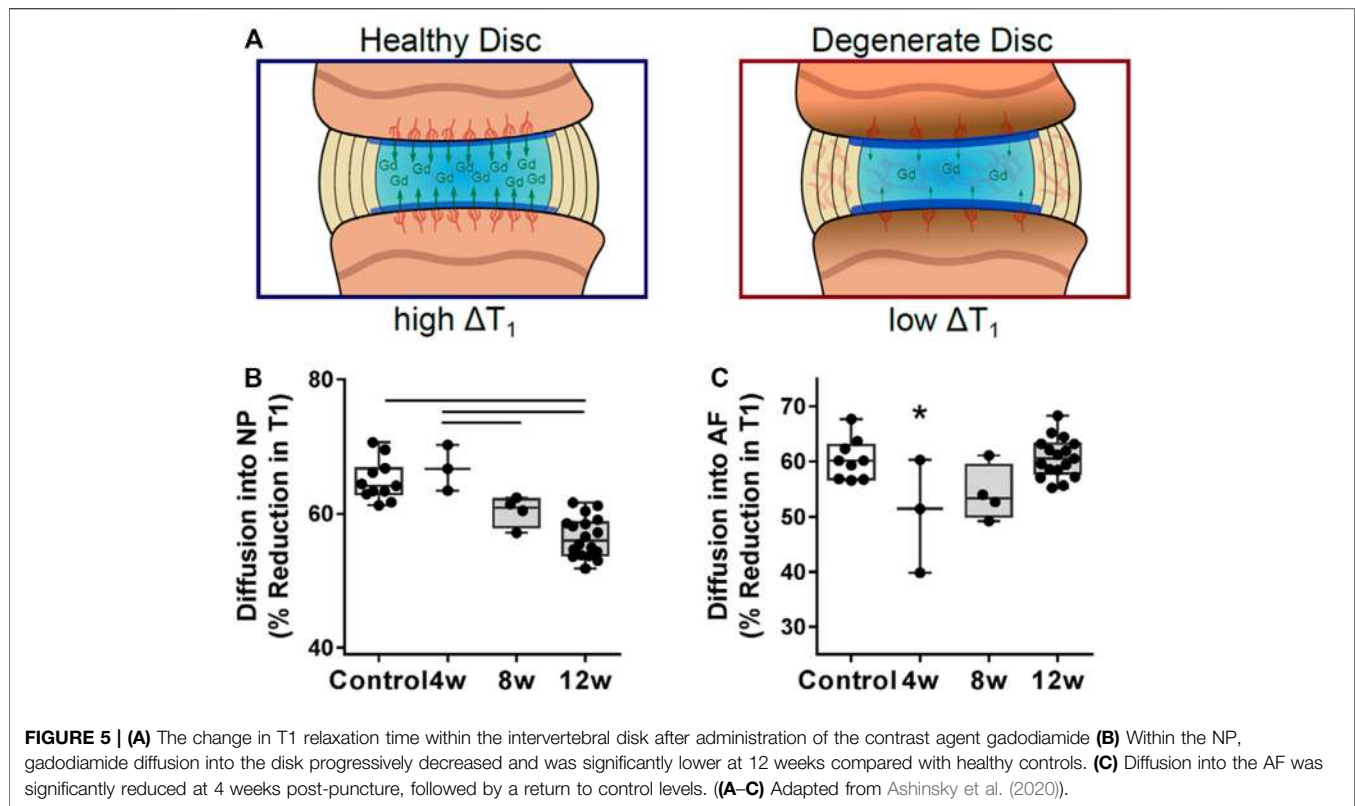 A
Healthy Disc
Degenerate Disc
Gd Gd Gd Gd Gd Gd Gd Gd Gd
Gd Gd Gd
high ΔT₁
low ΔT₁
B
Diffusion into NP
(% Reduction in T1)
80
60
40
Control 4w 8w 12w
C
Diffusion into AF
(% Reduction in T1)
70
60
50
40
30
*
Control 4w 8w 12w
FIGURE 5 | (A) The change in T1 relaxation time within the intervertebral disk after administration of the contrast agent gadodiamide (B) Within the NP,
gadodiamide diffusion into the disk progressively decreased and was significantly lower at 12 weeks compared with healthy controls. (C) Diffusion into the AF was
significantly reduced at 4 weeks post-puncture, followed by a return to control levels. ((A–C) Adapted from Ashinsky et al. (2020)).